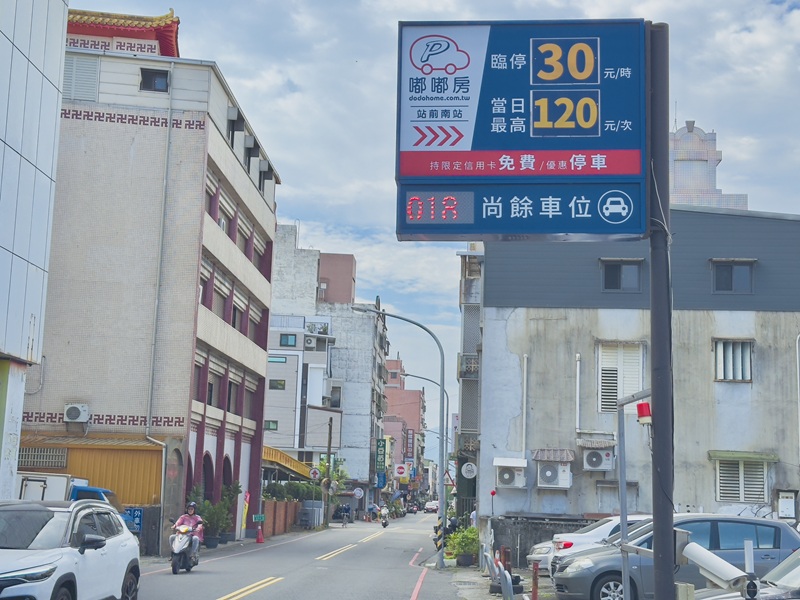 P
嘟嘟房
dodohome.com.tw
站前南站
臨停 30 元/時
當日最高 120 元/次
持限定信用卡免費/優惠停車
018 尚餘車位